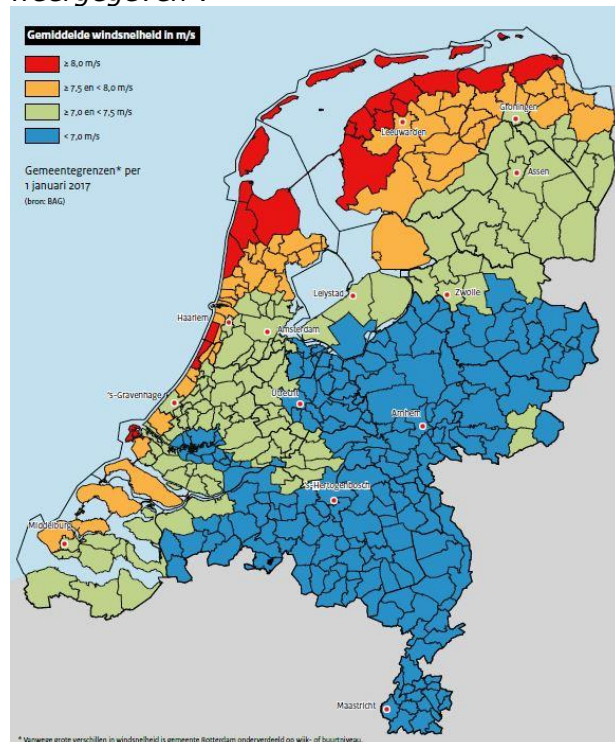 weergegeven".
Gemiddelde windsnelheid in m/s
≥ 8,0 m/s
≥ 7,5 en < 8,0 m/s
≥ 7,0 en < 7,5 m/s
< 7,0 m/s
Gemeentegrenzen* per
1 januari 2017
(bron: BAG)
Groningen
Leeuwarden
Assen
Lelystad
Zwolle
Haarlem
Amsterdam
's-Gravenhage
Utrecht
Arnhem
's-Hertogenbosch
Middelburg
Maastricht
* Vanwege grote verschillen in windsnelheid is gemeente Rotterdam onderverdeeld op wijk- of buurtniveau.